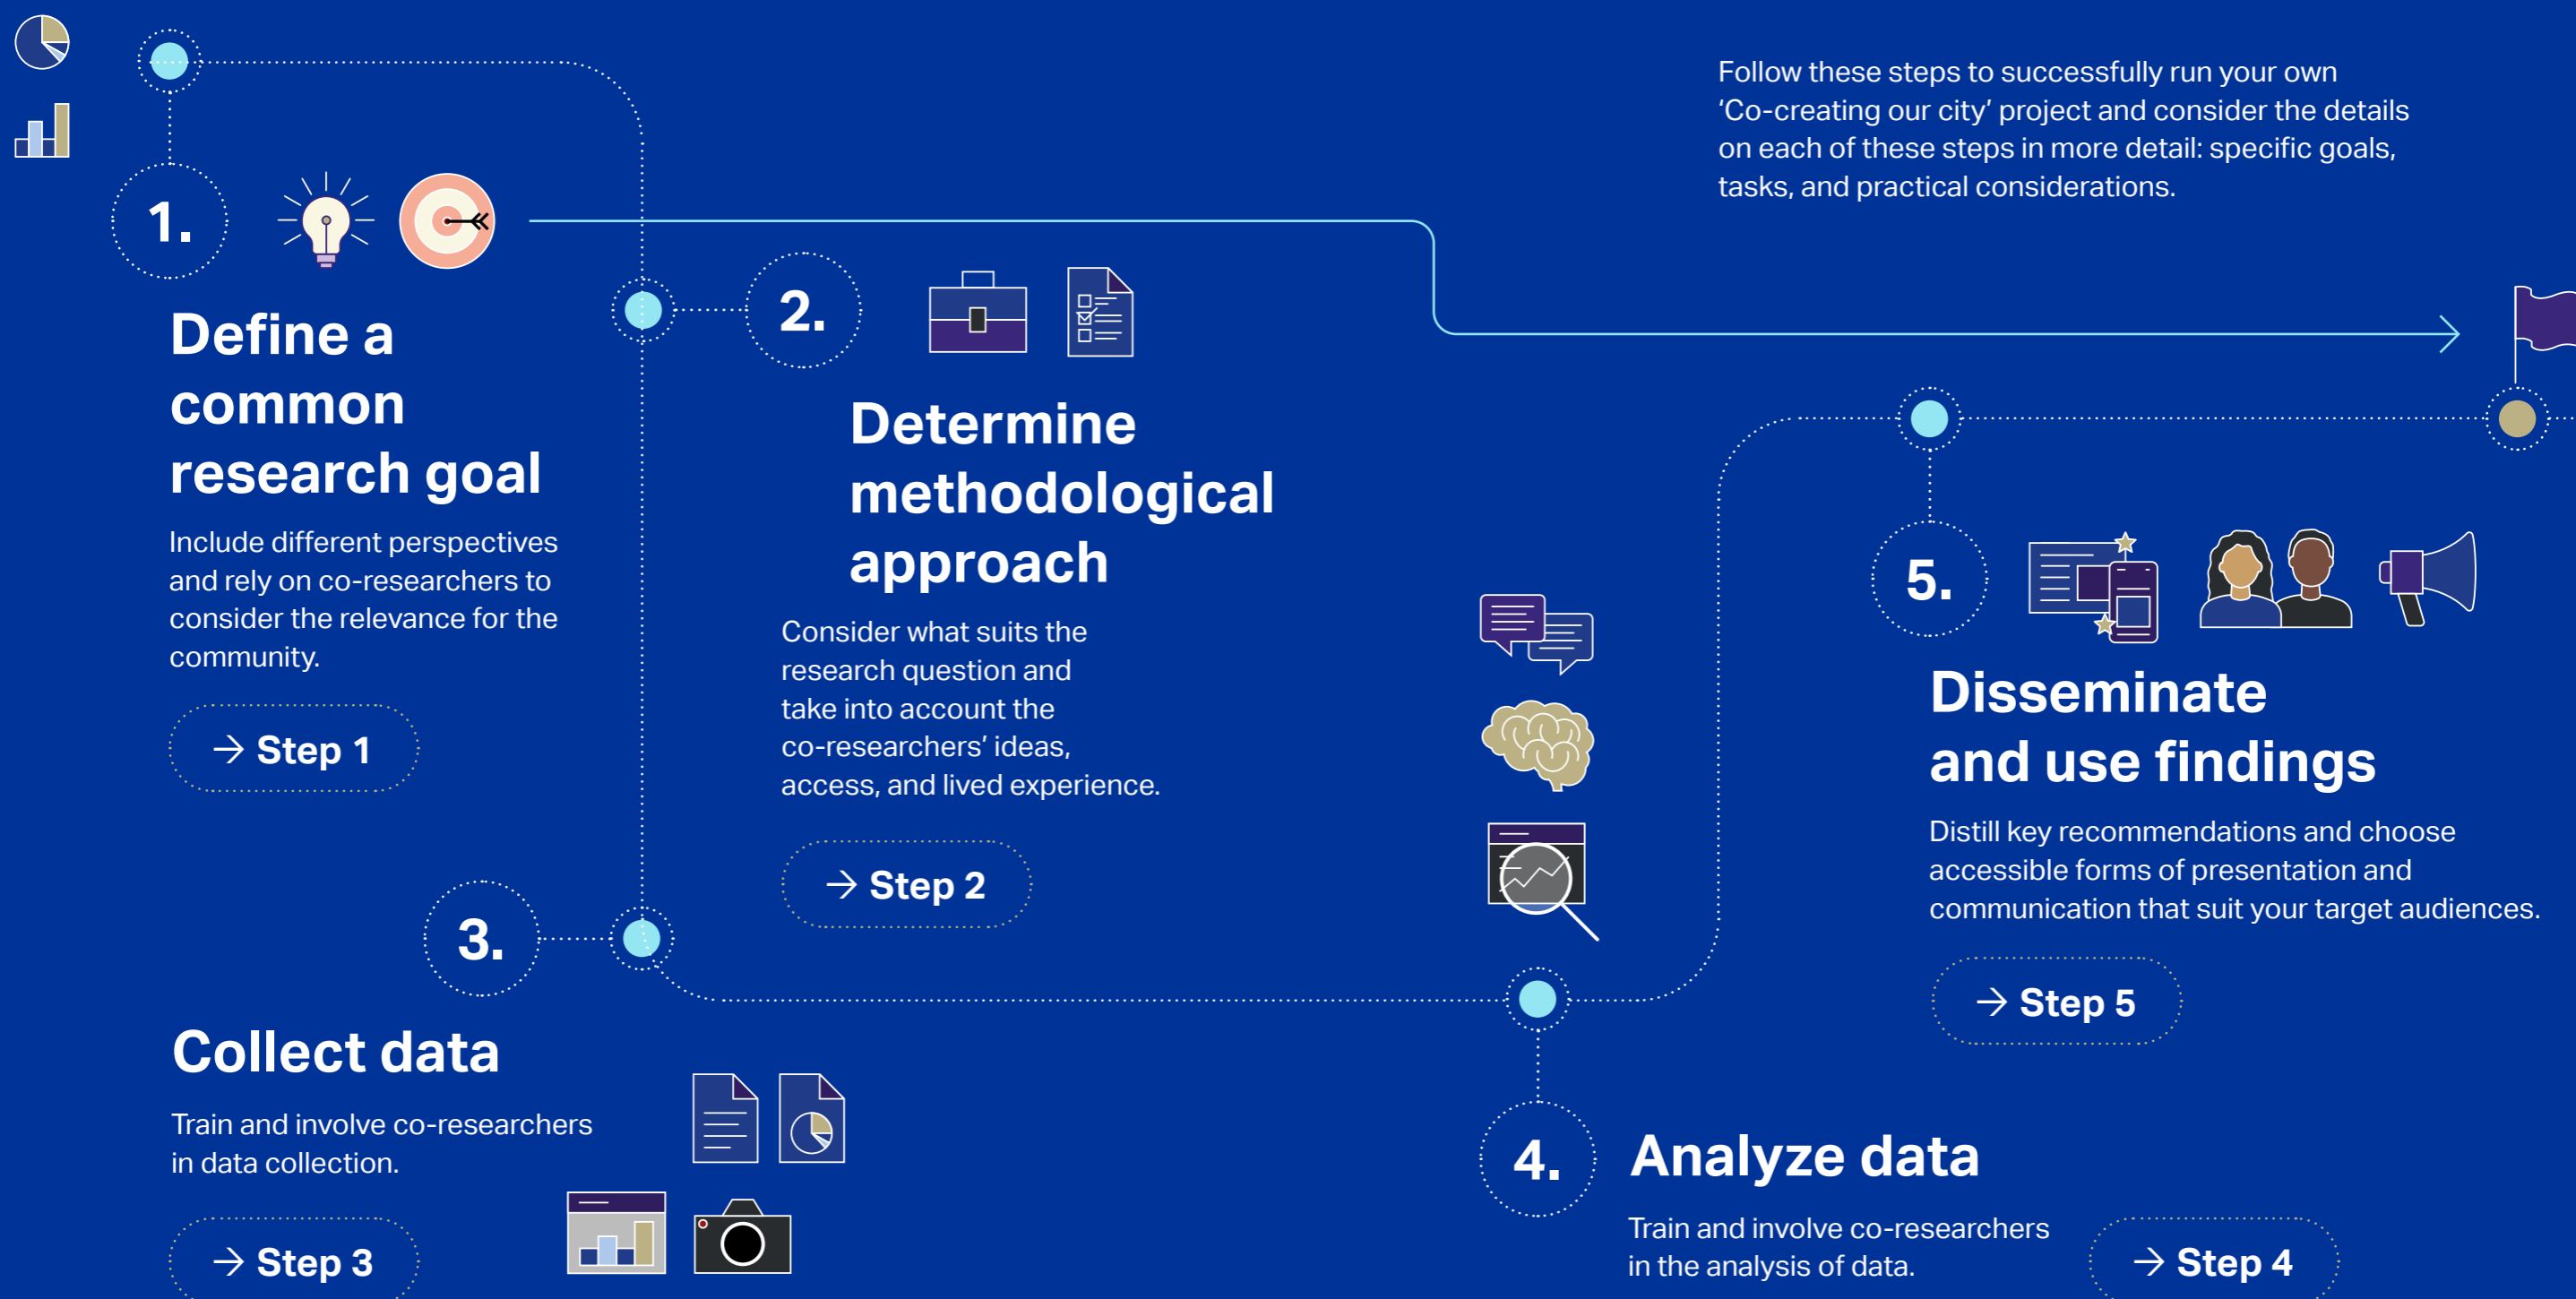 Follow these steps to successfully run your own
‘Co-creating our city’ project and consider the details
on each of these steps in more detail: specific goals,
tasks, and practical considerations.
1.
Define a
common
research goal
Include different perspectives
and rely on co-researchers to
consider the relevance for the
community.
→ Step 1
2.
Determine
methodological
approach
Consider what suits the
research question and
take into account the
co-researchers’ ideas,
access, and lived experience.
→ Step 2
3.
Collect data
Train and involve co-researchers
in data collection.
→ Step 3
4.
Analyze data
Train and involve co-researchers
in the analysis of data.
→ Step 4
5.
Disseminate
and use findings
Distill key recommendations and choose
accessible forms of presentation and
communication that suit your target audiences.
→ Step 5